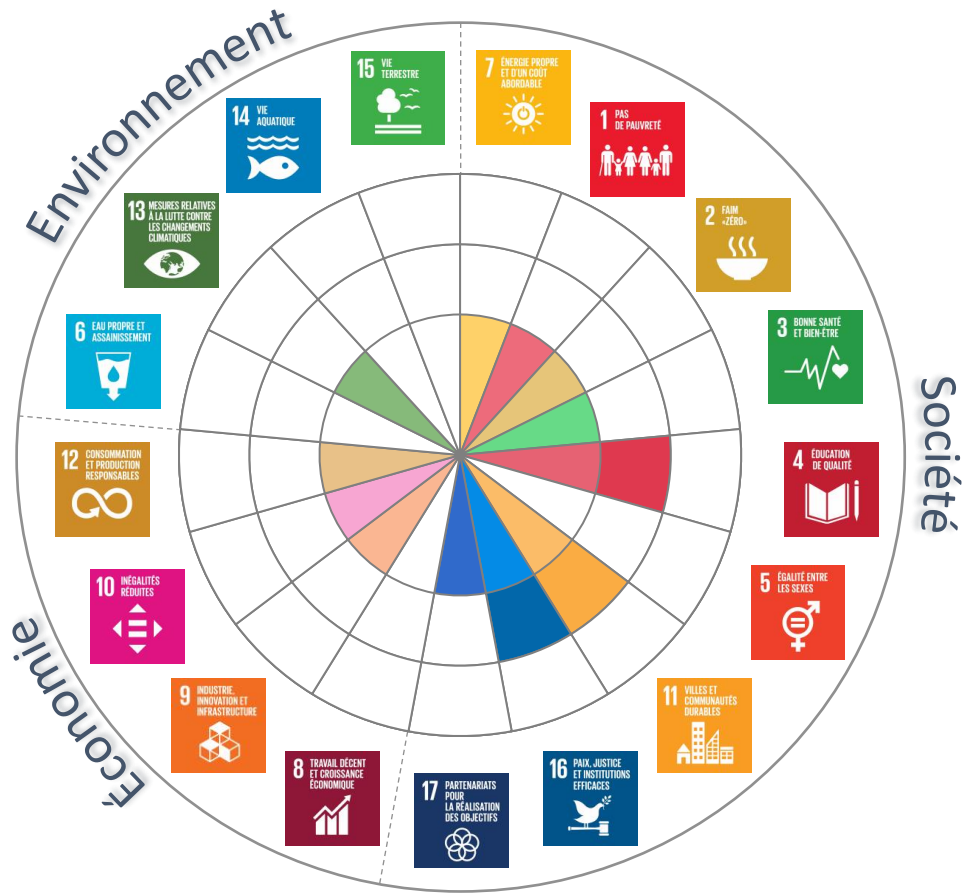 Environnement
15 VIE
TERRESTRE
7 ÉNERGIE PROPRE
ET D'UN COÛT
ABORDABLE
14 VIE
AQUATIQUE
1 PAS
DE PAUVRETÉ
13 MESURES RELATIVES
À LA LUTTE CONTRE
LES CHANGEMENTS
CLIMATIQUES
2 FAIM
«ZÉRO»
6 EAU PROPRE ET
ASSAINISSEMENT
3 BONNE SANTÉ
ET BIEN-ÊTRE
Société
12 CONSOMMATION
ET PRODUCTION
RESPONSABLES
4 ÉDUCATION
DE QUALITÉ
10 INÉGALITÉS
RÉDUITES
5 ÉGALITÉ ENTRE
LES SEXES
Économie
9 INDUSTRIE,
INNOVATION ET
INFRASTRUCTURE
11 VILLES ET
COMMUNAUTÉS
DURABLES
8 TRAVAIL DÉCENT
ET CROISSANCE
ÉCONOMIQUE
17 PARTENARIATS
POUR
LA RÉALISATION
DES OBJECTIFS
16 PAIX, JUSTICE
ET INSTITUTIONS
EFFICACES